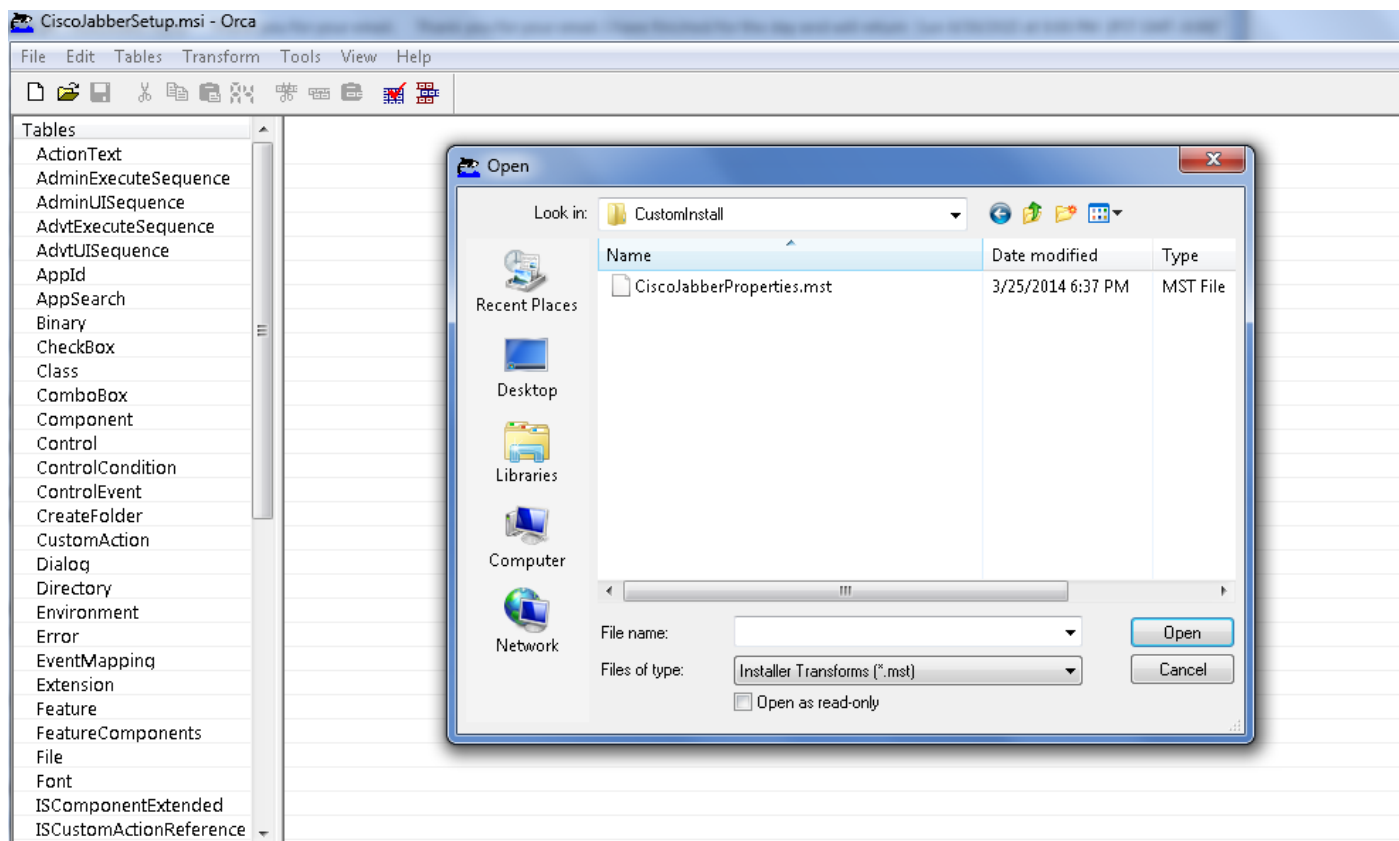 CiscoJabberSetup.msi - Orca
File Edit Tables Transform Tools View Help
Tables
ActionText
AdminExecuteSequence
AdminUISequence
AdvtExecuteSequence
AdvtUISequence
AppId
AppSearch
Binary
CheckBox
Class
ComboBox
Component
Control
ControlCondition
ControlEvent
CreateFolder
CustomAction
Dialog
Directory
Environment
Error
EventMapping
Extension
Feature
FeatureComponents
File
Font
ISComponentExtended
ISCustomActionReference
Open
Look in: CustomInstall
Name Date modified Type
CiscoJabberProperties.mst 3/25/2014 6:37 PM MST File
Recent Places
Desktop
Libraries
Computer
Network
File name: Open
Files of type: Installer Transforms (*.mst) Cancel
Open as read-only